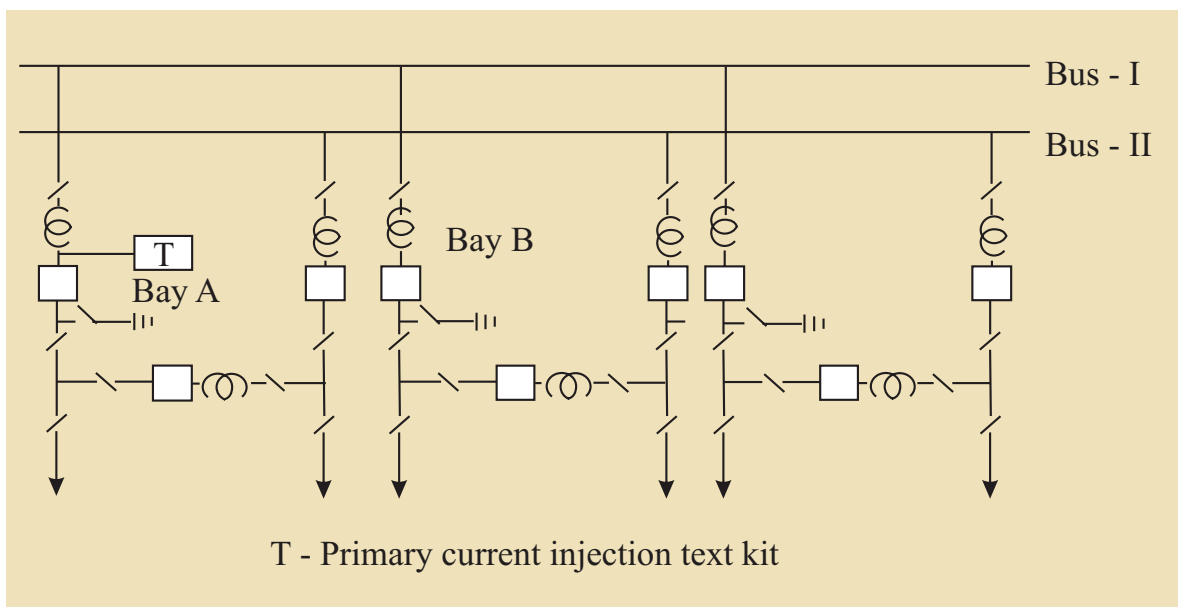 Bus - I
Bus - II
Bay B
T
Bay A
T - Primary current injection text kit